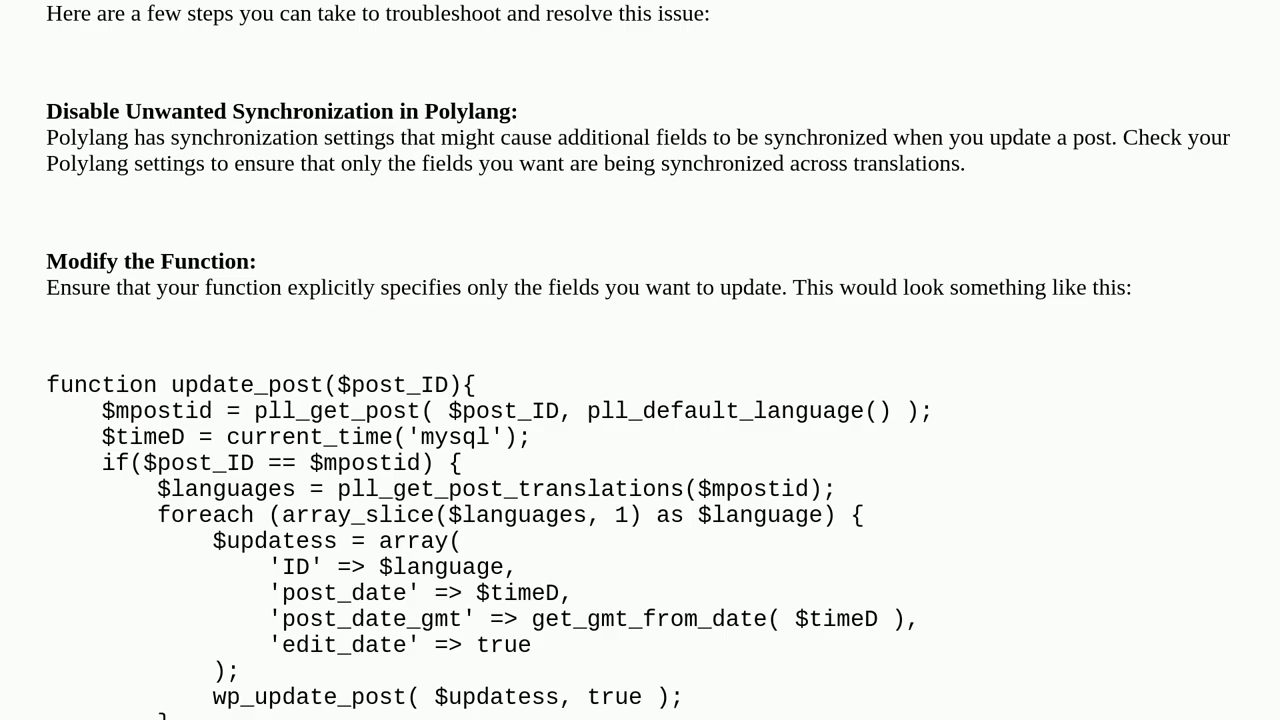 Here are a few steps you can take to troubleshoot and resolve this issue:
Disable Unwanted Synchronization in Polylang:
Polylang has synchronization settings that might cause additional fields to be synchronized when you update a post. Check your
Polylang settings to ensure that only the fields you want are being synchronized across translations.
Modify the Function:
Ensure that your function explicitly specifies only the fields you want to update. This would look something like this:
function update_post($post_ID){
    $mpostid = pll_get_post( $post_ID, pll_default_language() );
    $timeD = current_time('mysql');
    if($post_ID == $mpostid) {
        $languages = pll_get_post_translations($mpostid);
        foreach (array_slice($languages, 1) as $language) {
            $updatess = array(
                'ID' => $language,
                'post_date' => $timeD,
                'post_date_gmt' => get_gmt_from_date( $timeD ),
                'edit_date' => true
            );
            wp_update_post( $updatess, true );
        }